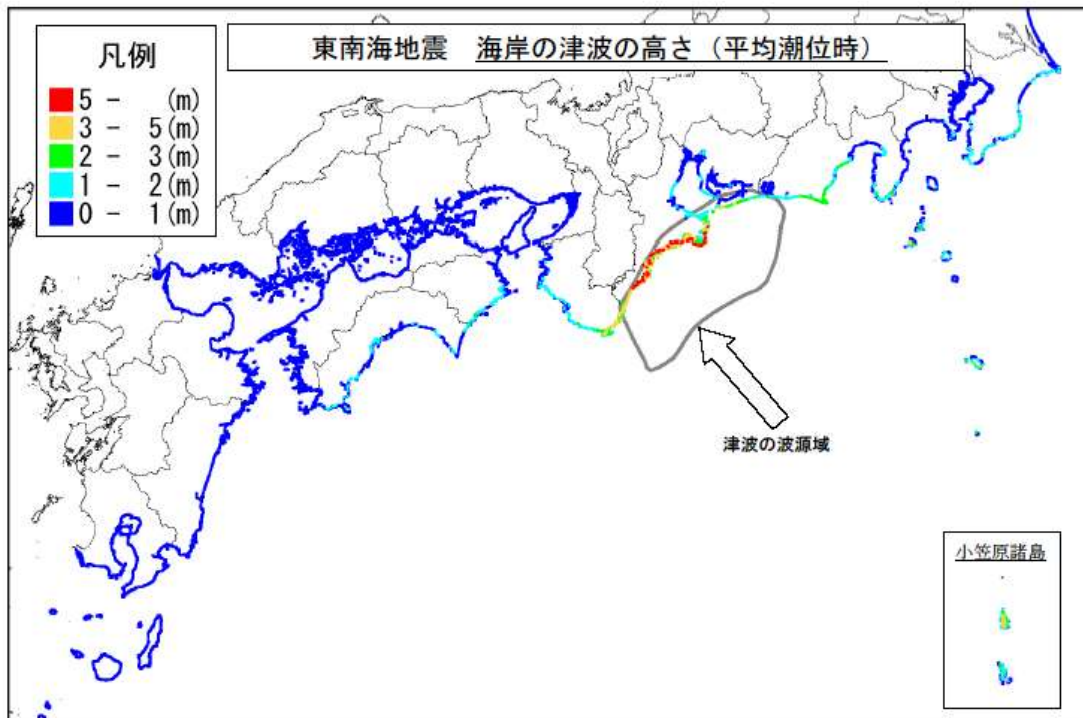 東南海地震　海岸の津波の高さ（平均潮位時）
凡例
5 -　　(m)
3 -　5(m)
2 -　3(m)
1 -　2(m)
0 -　1(m)
津波の波源域
小笠原諸島